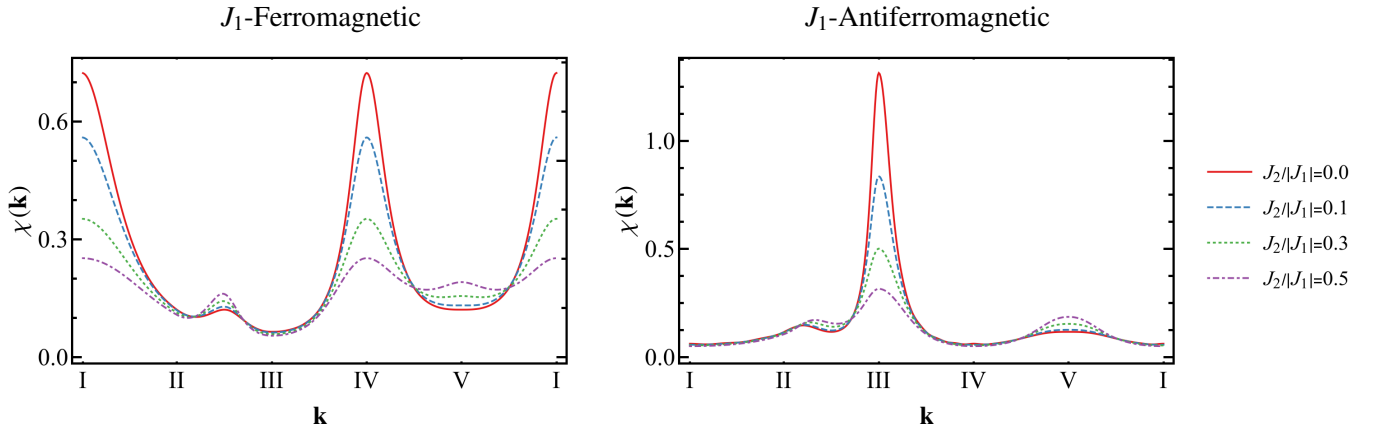 J₁-Ferromagnetic
J₁-Antiferromagnetic
χ(k)
0.6
0.3
0.0
I II III IV V I
k
χ(k)
1.0
0.5
0.0
I II III IV V I
k
J₂/|J₁|=0.0
J₂/|J₁|=0.1
J₂/|J₁|=0.3
J₂/|J₁|=0.5